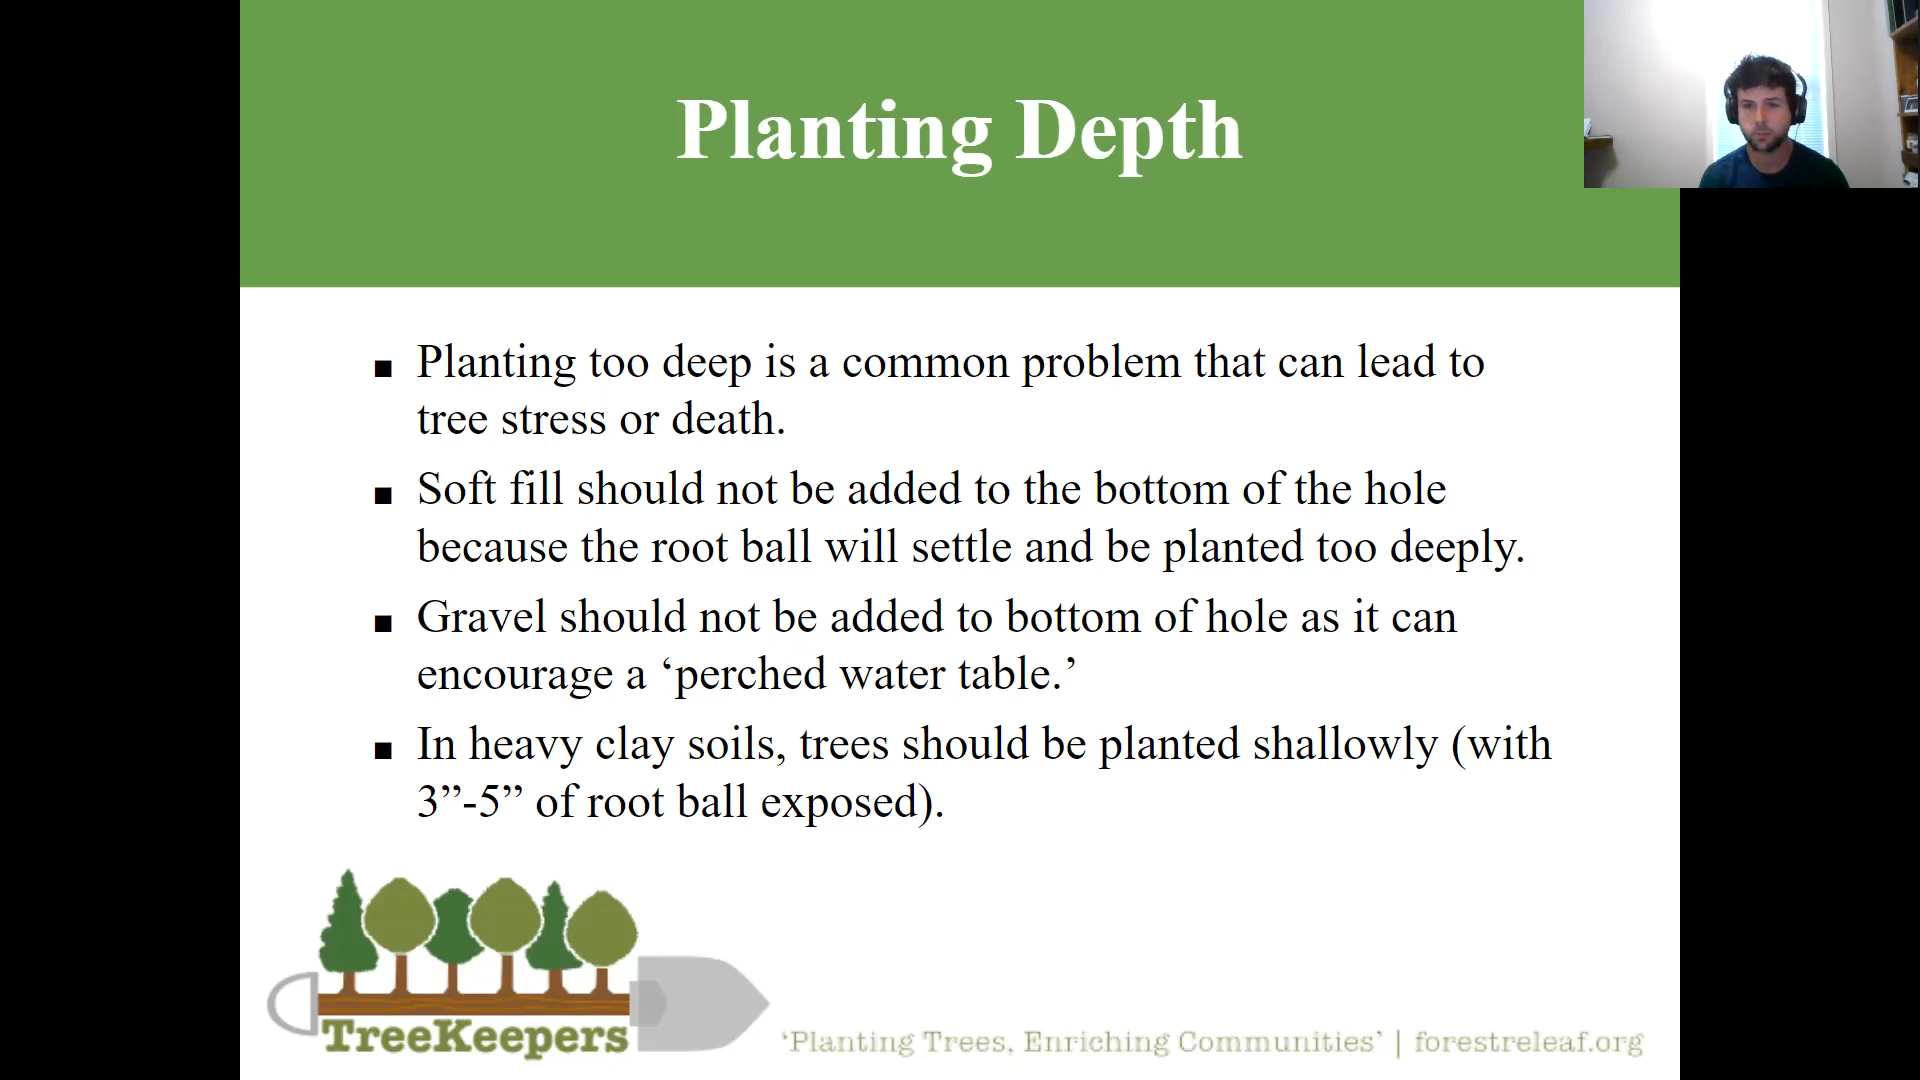 Planting Depth
■ Planting too deep is a common problem that can lead to
tree stress or death.
■ Soft fill should not be added to the bottom of the hole
because the root ball will settle and be planted too deeply.
■ Gravel should not be added to bottom of hole as it can
encourage a ‘perched water table.’
■ In heavy clay soils, trees should be planted shallowly (with
3”-5” of root ball exposed).
TreeKeepers
‘Planting Trees, Enriching Communities’ | forestreleaf.org